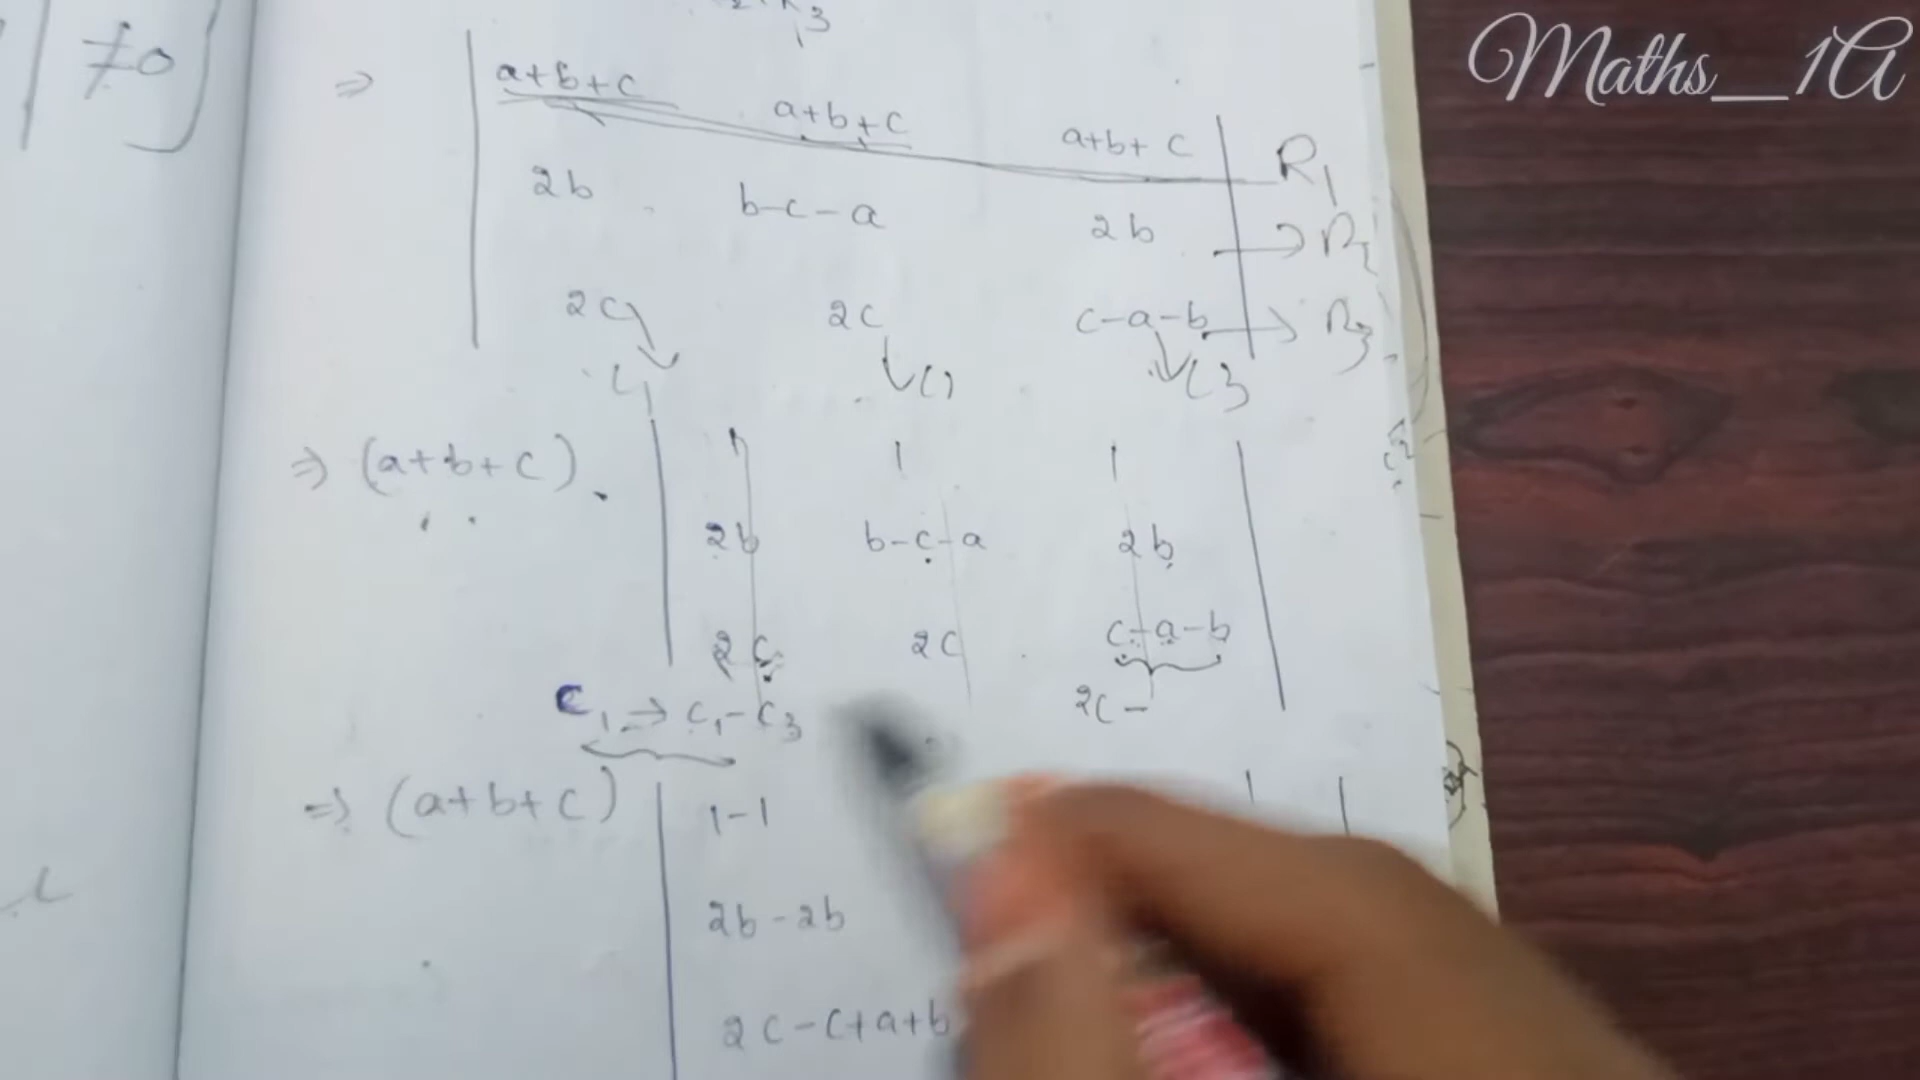 Maths_1A
≠0
3
⇒ | a+b+c a+b+c a+b+c | R1
2b b-c-a 2b → R2
2c 2c c-a-b → R3
C1 C3
⇒ (a+b+c). | 1 1 1 |
2b b-c-a 2b
2c 2c c-a-b
C1 → C1-C3 2c-
⇒ (a+b+c) | 1-1
2b-2b
2c-c+a+b